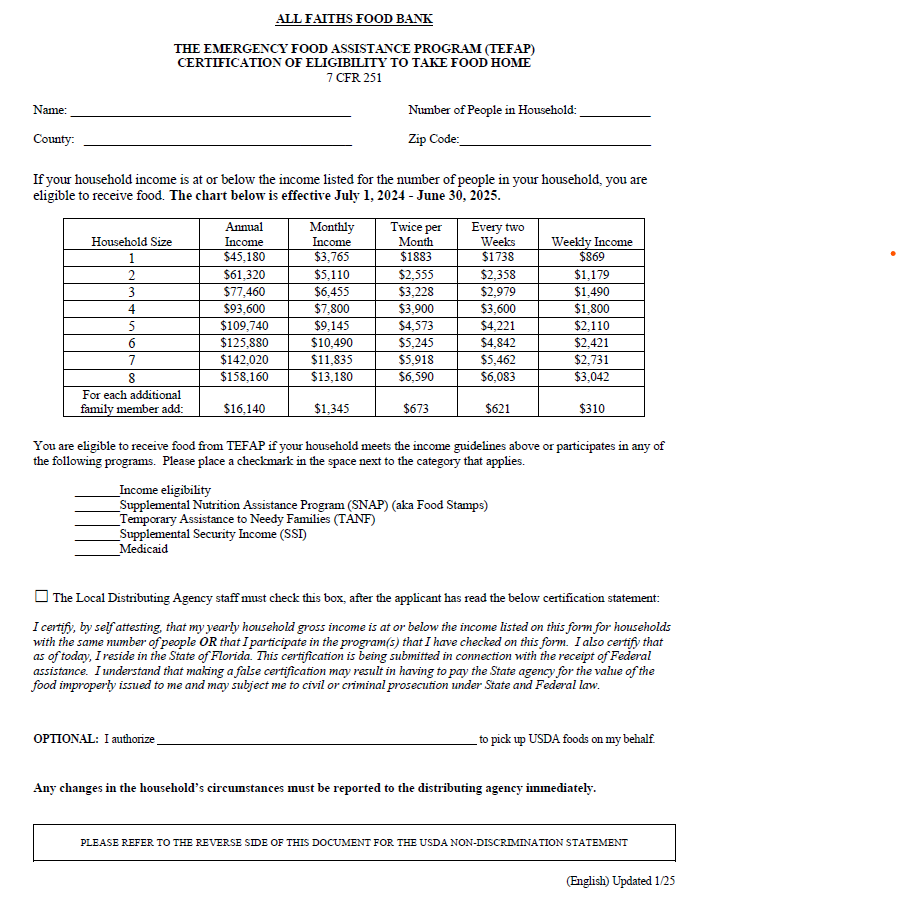 ALL FAITHS FOOD BANK
THE EMERGENCY FOOD ASSISTANCE PROGRAM (TEFAP)
CERTIFICATION OF ELIGIBILITY TO TAKE FOOD HOME
7 CFR 251
Name: Number of People in Household:
County: Zip Code:
If your household income is at or below the income listed for the number of people in your household, you are
eligible to receive food. The chart below is effective July 1, 2024 - June 30, 2025.
Household Size Annual Income Monthly Income Twice per Month Every two Weeks Weekly Income
1 $45,180 $3,765 $1883 $1738 $869
2 $61,320 $5,110 $2,555 $2,358 $1,179
3 $77,460 $6,455 $3,228 $2,979 $1,490
4 $93,600 $7,800 $3,900 $3,600 $1,800
5 $109,740 $9,145 $4,573 $4,221 $2,110
6 $125,880 $10,490 $5,245 $4,842 $2,421
7 $142,020 $11,835 $5,918 $5,462 $2,731
8 $158,160 $13,180 $6,590 $6,083 $3,042
For each additional family member add: $16,140 $1,345 $673 $621 $310
You are eligible to receive food from TEFAP if your household meets the income guidelines above or participates in any of
the following programs. Please place a checkmark in the space next to the category that applies.
Income eligibility
Supplemental Nutrition Assistance Program (SNAP) (aka Food Stamps)
Temporary Assistance to Needy Families (TANF)
Supplemental Security Income (SSI)
Medicaid
☐ The Local Distributing Agency staff must check this box, after the applicant has read the below certification statement:
I certify, by self attesting, that my yearly household gross income is at or below the income listed on this form for households
with the same number of people OR that I participate in the program(s) that I have checked on this form. I also certify that
as of today, I reside in the State of Florida. This certification is being submitted in connection with the receipt of Federal
assistance. I understand that making a false certification may result in having to pay the State agency for the value of the
food improperly issued to me and may subject me to civil or criminal prosecution under State and Federal law.
OPTIONAL: I authorize to pick up USDA foods on my behalf.
Any changes in the household's circumstances must be reported to the distributing agency immediately.
PLEASE REFER TO THE REVERSE SIDE OF THIS DOCUMENT FOR THE USDA NON-DISCRIMINATION STATEMENT
(English) Updated 1/25